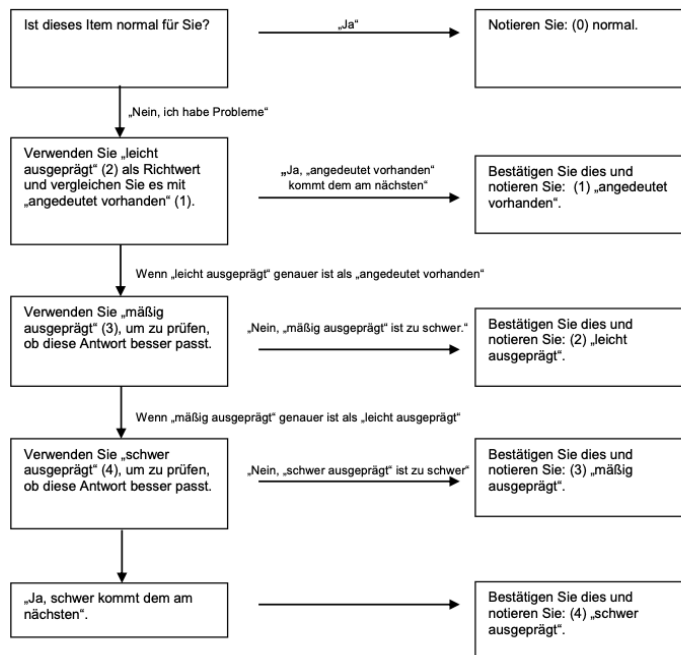 Ist dieses Item normal für Sie?
„Ja“
Notieren Sie: (0) normal.
„Nein, ich habe Probleme“
Verwenden Sie „leicht
ausgeprägt“ (2) als Richtwert
und vergleichen Sie es mit
„angedeutet vorhanden“ (1).
„Ja, „angedeutet vorhanden“
kommt dem am nächsten“
Bestätigen Sie dies und
notieren Sie: (1) „angedeutet
vorhanden“.
Wenn „leicht ausgeprägt“ genauer ist als „angedeutet vorhanden“
Verwenden Sie „mäßig
ausgeprägt“ (3), um zu prüfen,
ob diese Antwort besser passt.
„Nein, „mäßig ausgeprägt“ ist zu schwer.“
Bestätigen Sie dies und
notieren Sie: (2) „leicht
ausgeprägt“.
Wenn „mäßig ausgeprägt“ genauer ist als „leicht ausgeprägt“
Verwenden Sie „schwer
ausgeprägt“ (4), um zu prüfen,
ob diese Antwort besser passt.
„Nein, „schwer ausgeprägt“ ist zu schwer“
Bestätigen Sie dies und
notieren Sie: (3) „mäßig
ausgeprägt“.
„Ja, schwer kommt dem am
nächsten“.
Bestätigen Sie dies und
notieren Sie: (4) „schwer
ausgeprägt“.